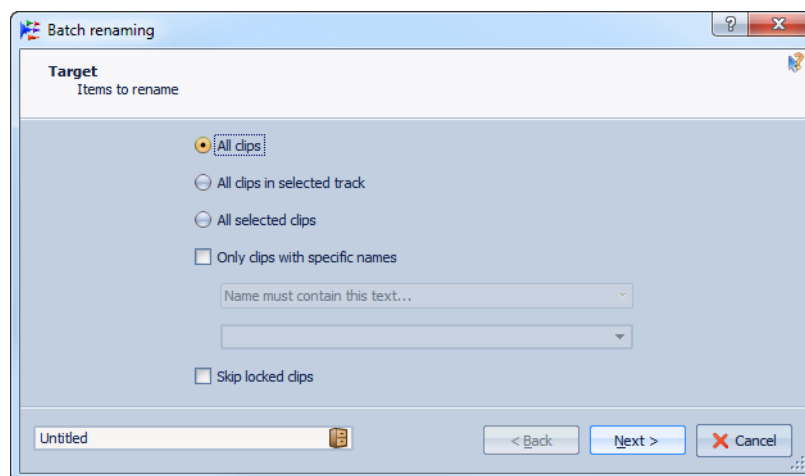 Batch renaming
?
Target
Items to rename
All clips
All clips in selected track
All selected clips
Only clips with specific names
Name must contain this text...
Skip locked clips
Untitled
< Back
Next >
Cancel